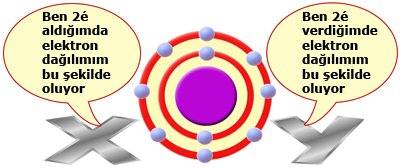 Ben 2é
aldığımda
elektron
dağılımım
bu şekilde
oluyor
Ben 2é
verdiğimde
elektron
dağılımım
bu şekilde
oluyor
X
Y